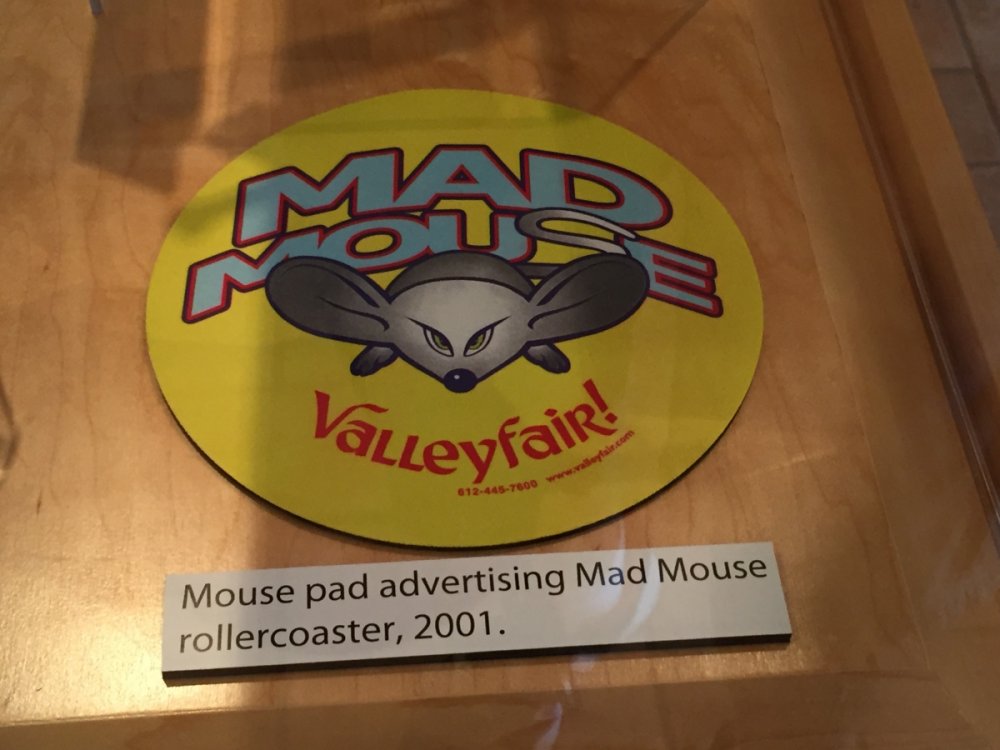 MAD
MOUSE
Valleyfair!
612-445-7600 www.valleyfair.com
Mouse pad advertising Mad Mouse
rollercoaster, 2001.